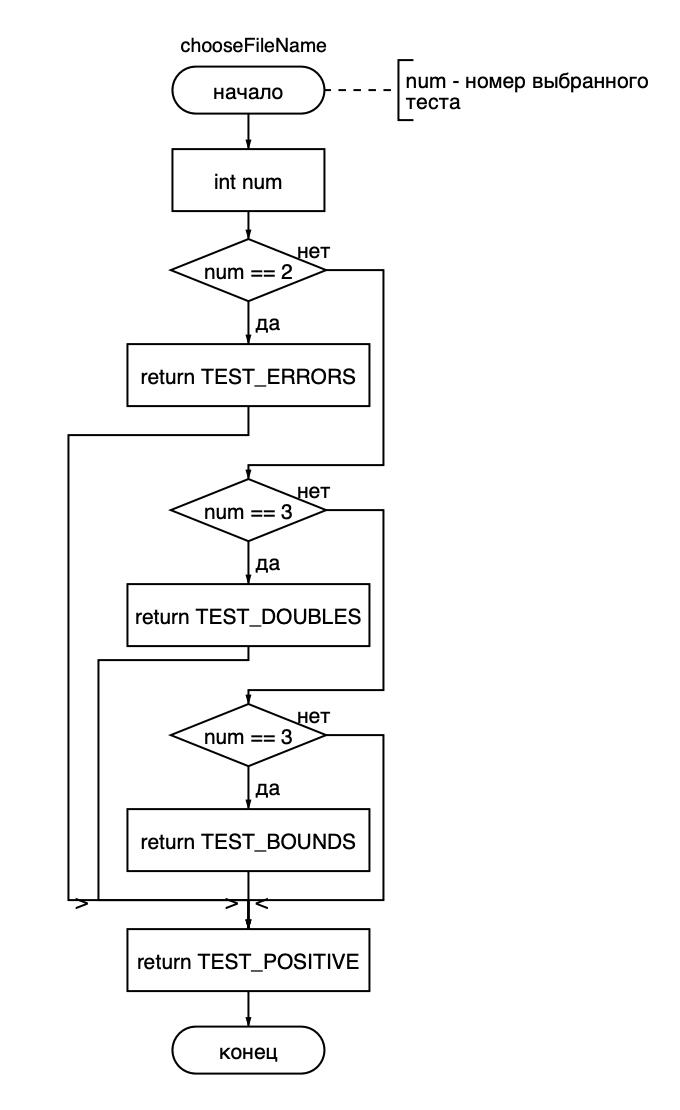 chooseFileName
начало
num - номер выбранного
теста
int num
нет
num == 2
да
return TEST_ERRORS
нет
num == 3
да
return TEST_DOUBLES
нет
num == 3
да
return TEST_BOUNDS
return TEST_POSITIVE
конец